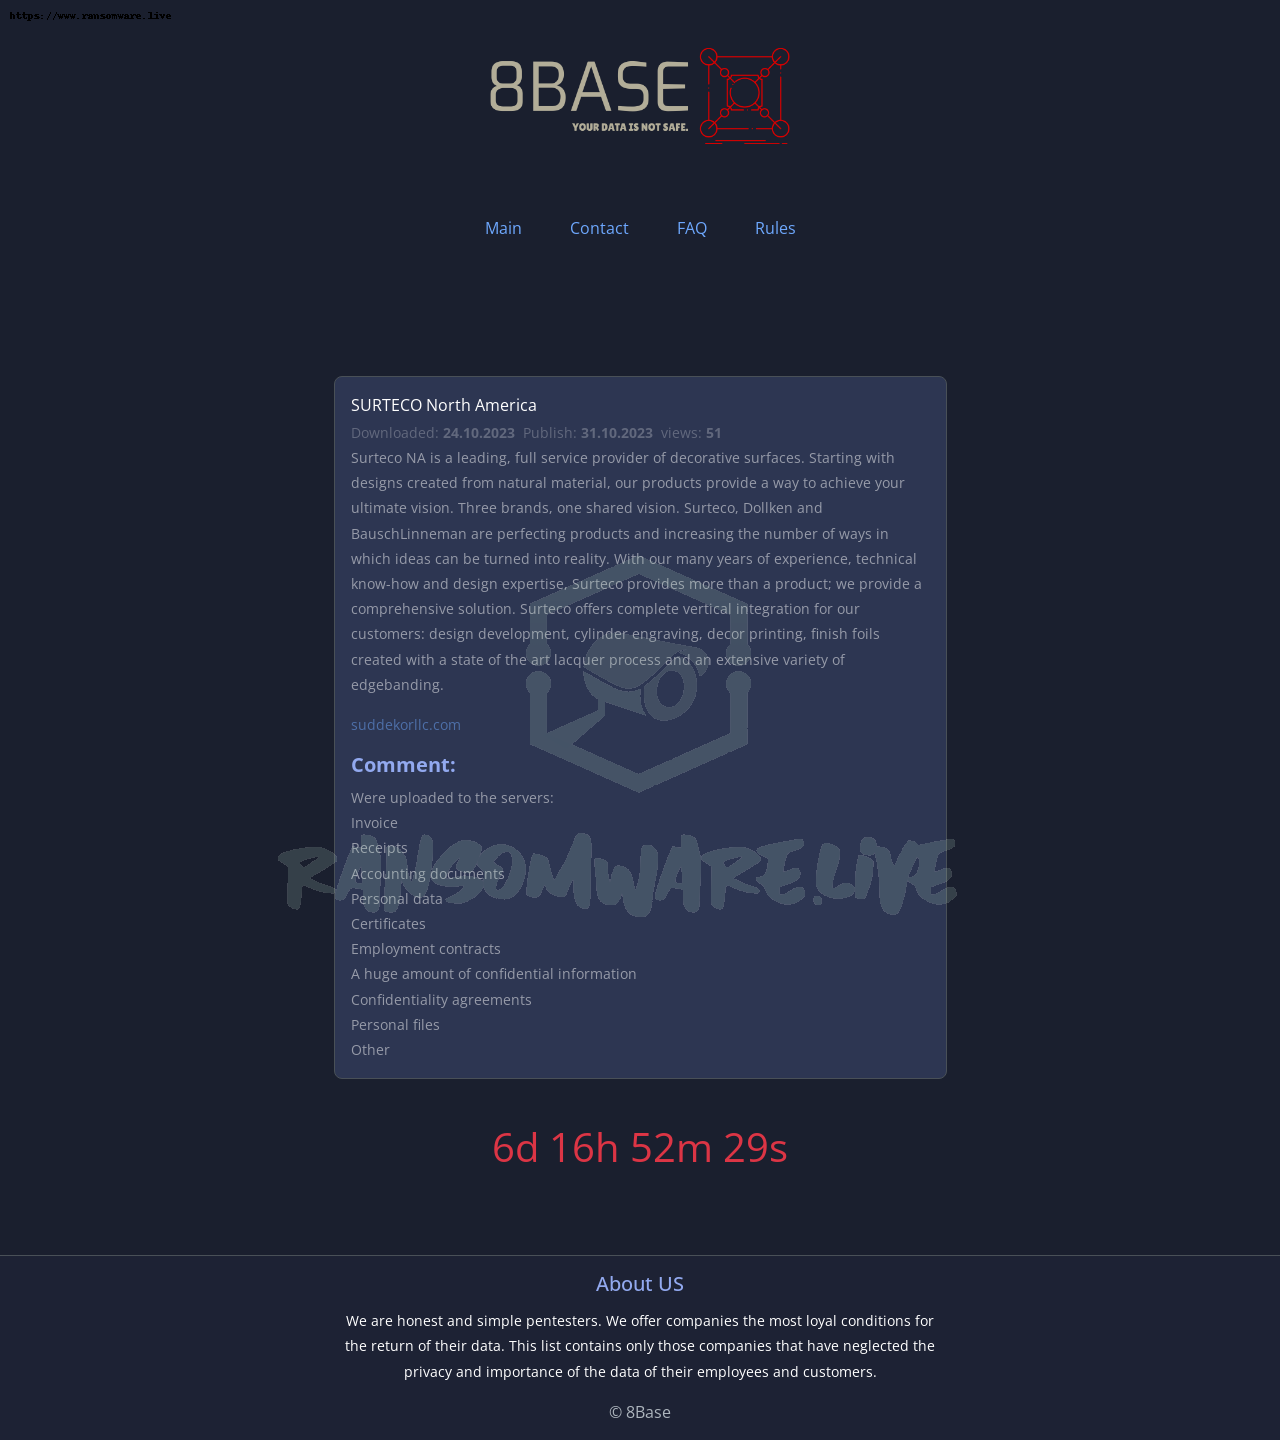 https://www.ransomware.live
8BASE
YOUR DATA IS NOT SAFE.
Main Contact FAQ Rules
SURTECO North America
Downloaded: 24.10.2023 Publish: 31.10.2023 views: 51
Surteco NA is a leading, full service provider of decorative surfaces. Starting with
designs created from natural material, our products provide a way to achieve your
ultimate vision. Three brands, one shared vision. Surteco, Dollken and
BauschLinneman are perfecting products and increasing the number of ways in
which ideas can be turned into reality. With our many years of experience, technical
know-how and design expertise, Surteco provides more than a product; we provide a
comprehensive solution. Surteco offers complete vertical integration for our
customers: design development, cylinder engraving, decor printing, finish foils
created with a state of the art lacquer process and an extensive variety of
edgebanding.
suddekorllc.com
Comment:
Were uploaded to the servers:
Invoice
Receipts
RANSOMWARE.LIVE
Accounting documents
Personal data
Certificates
Employment contracts
A huge amount of confidential information
Confidentiality agreements
Personal files
Other
6d 16h 52m 29s
About US
We are honest and simple pentesters. We offer companies the most loyal conditions for
the return of their data. This list contains only those companies that have neglected the
privacy and importance of the data of their employees and customers.
© 8Base